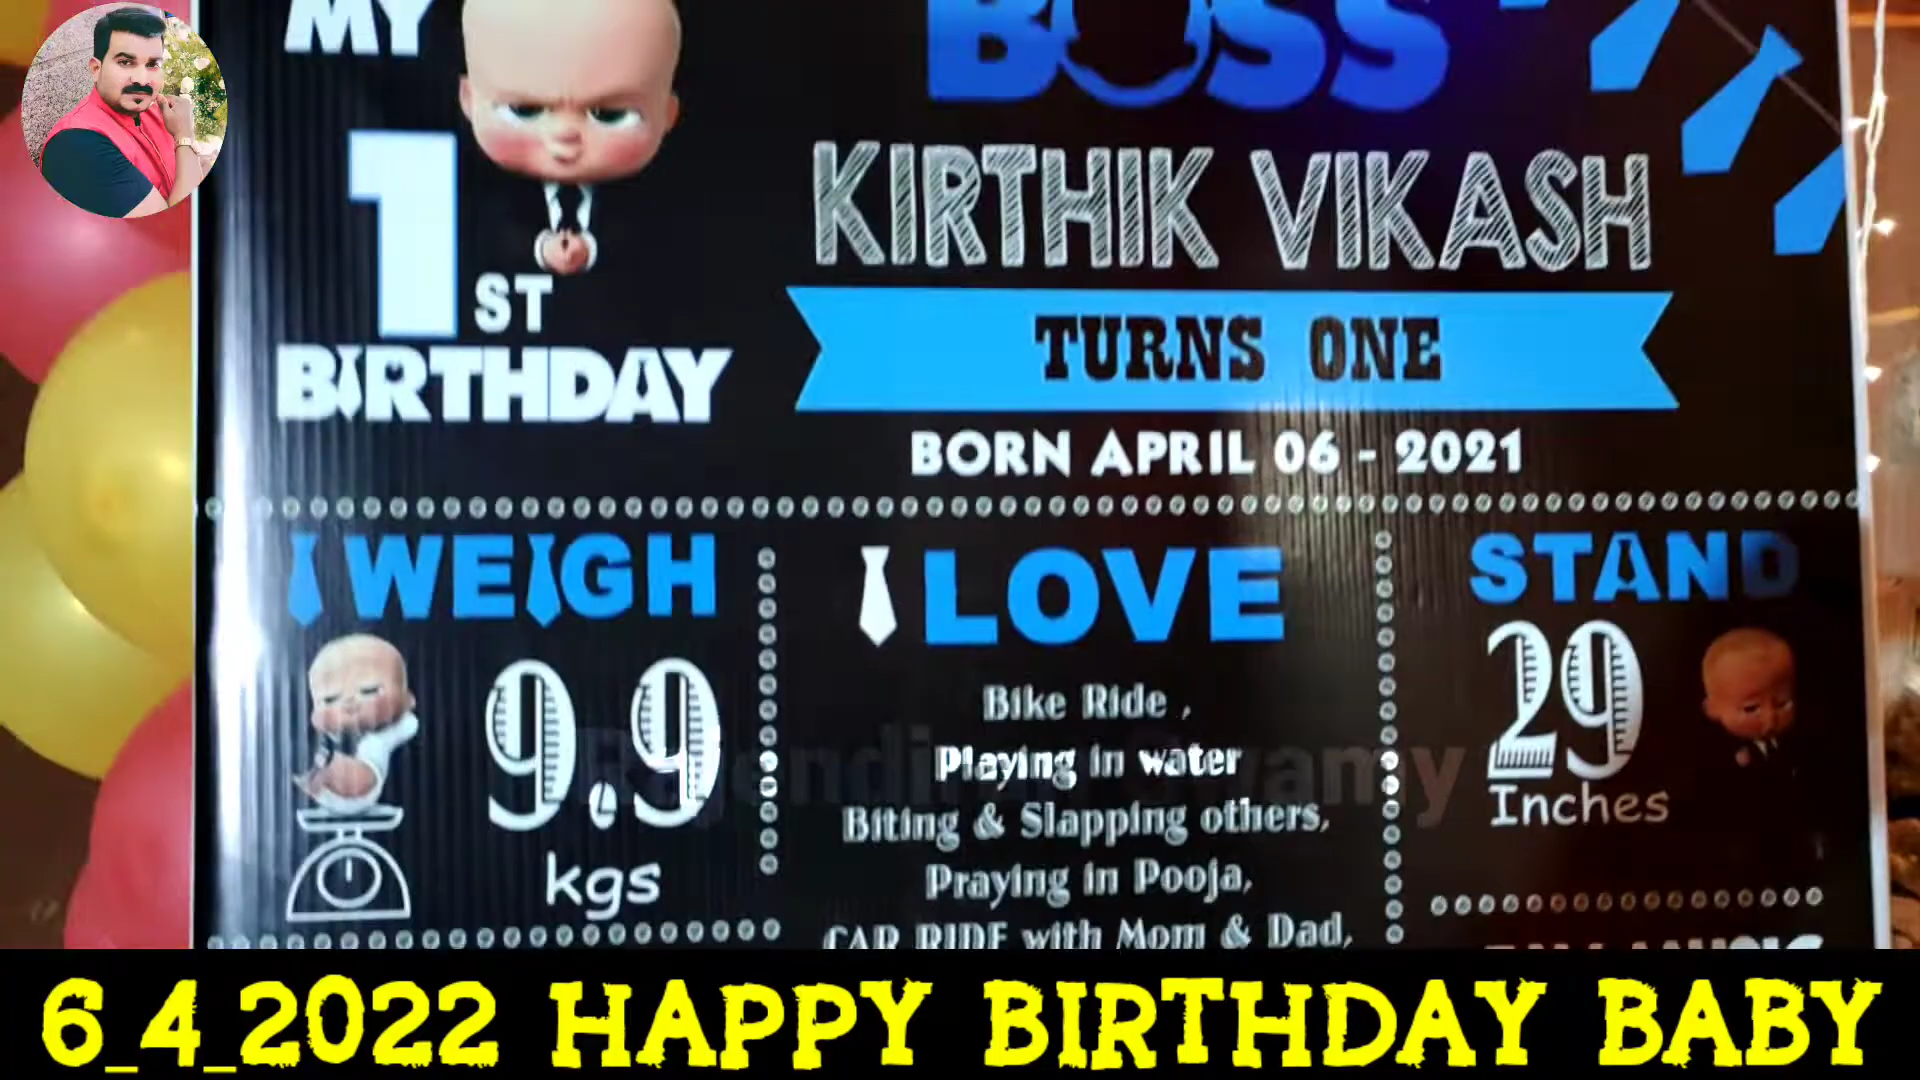 MY
1ST
BIRTHDAY
BOSS
KIRTHIK VIKASH
TURNS ONE
BORN APRIL 06 - 2021
I WEIGH
9.9
kgs
I LOVE
Bike Ride ,
Playing in water
Biting & Slapping others,
Praying in Pooja,
CAR RIDE with Mom & Dad,
STAND
29
Inches
6_4_2022 HAPPY BIRTHDAY BABY